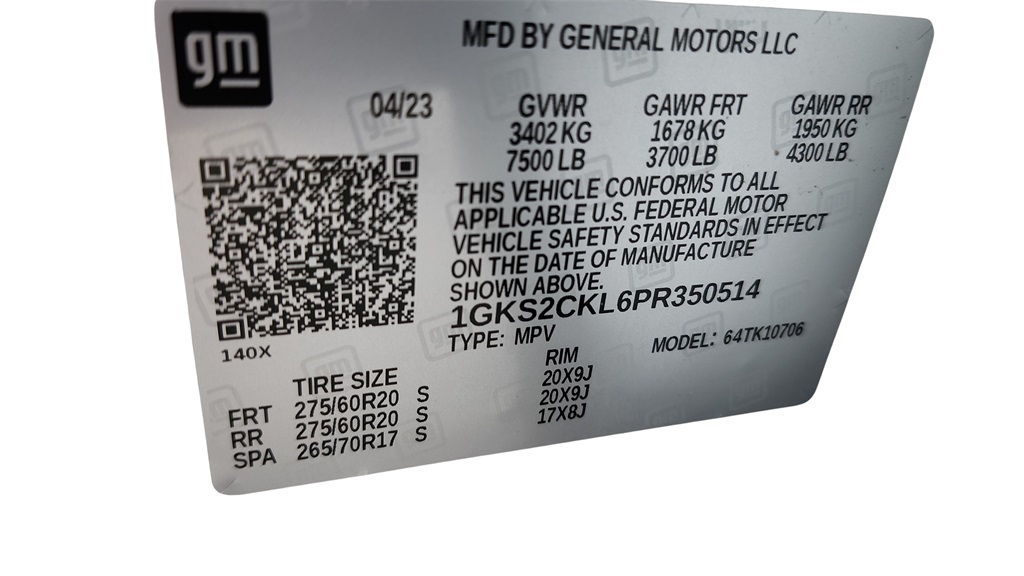 gm
MFD BY GENERAL MOTORS LLC
04/23 GVWR GAWR FRT GAWR RR
3402 KG 1678 KG 1950 KG
7500 LB 3700 LB 4300 LB
THIS VEHICLE CONFORMS TO ALL
APPLICABLE U.S. FEDERAL MOTOR
VEHICLE SAFETY STANDARDS IN EFFECT
ON THE DATE OF MANUFACTURE
SHOWN ABOVE.
1GKS2CKL6PR350514
TYPE: MPV MODEL: 64TK10706
140X
TIRE SIZE RIM
FRT 275/60R20 S 20X9J
RR 275/60R20 S 20X9J
SPA 265/70R17 S 17X8J